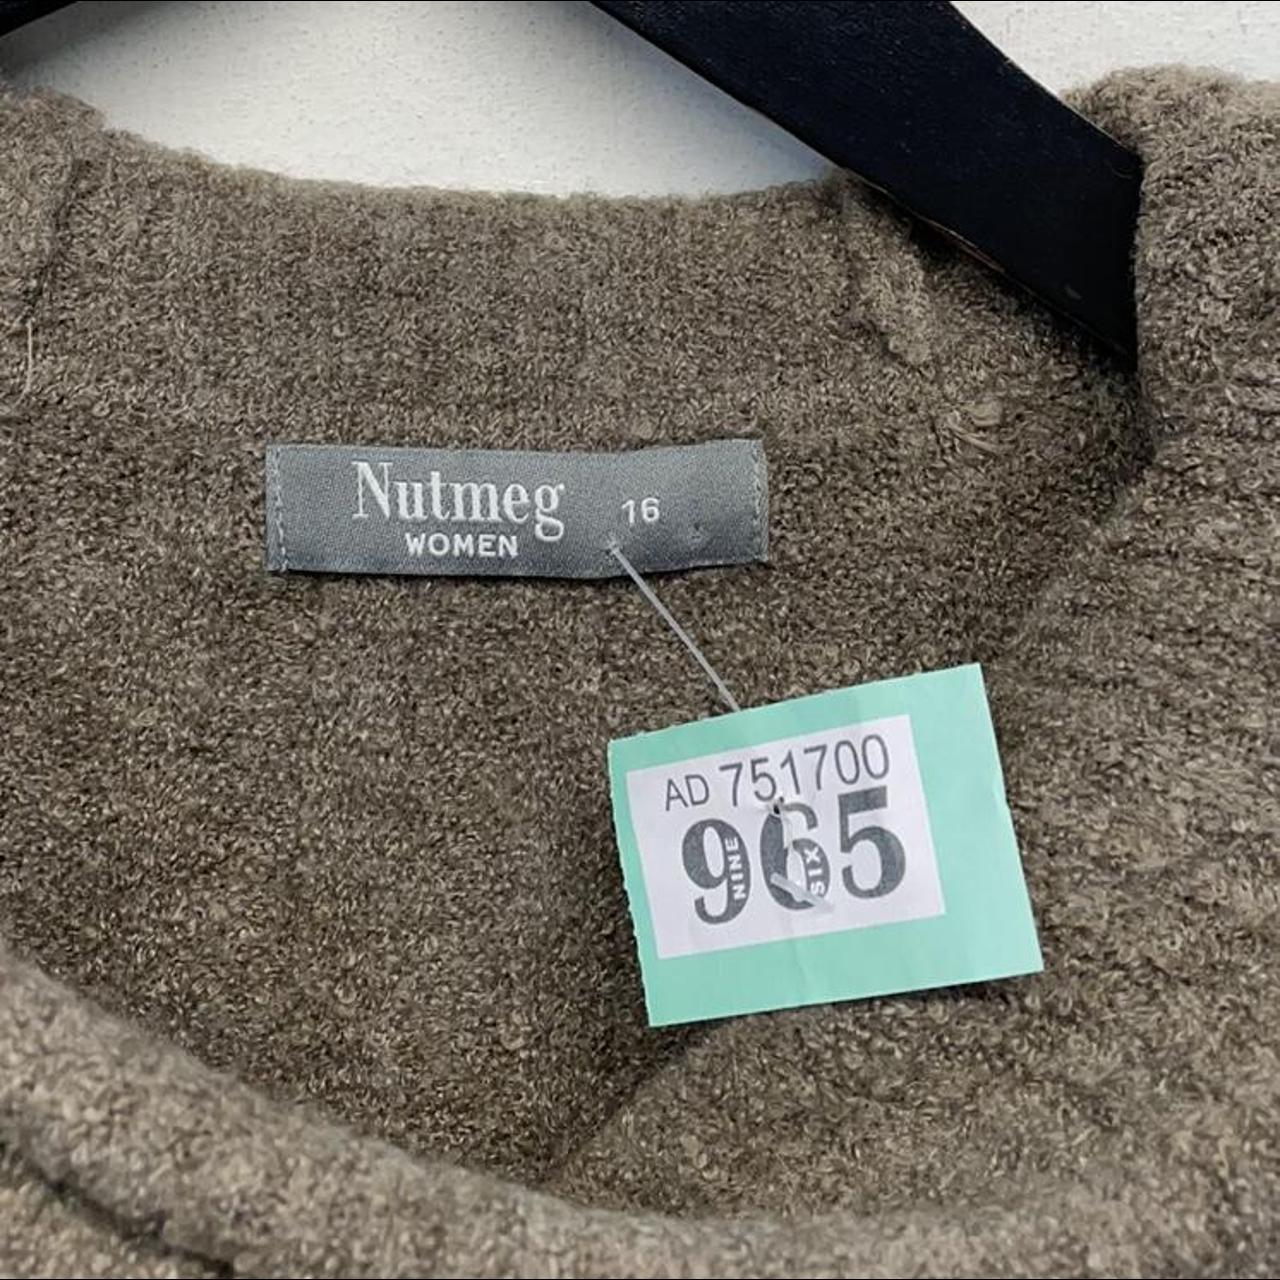 Nutmeg 16
WOMEN
AD 751700
965
NINE
SIX